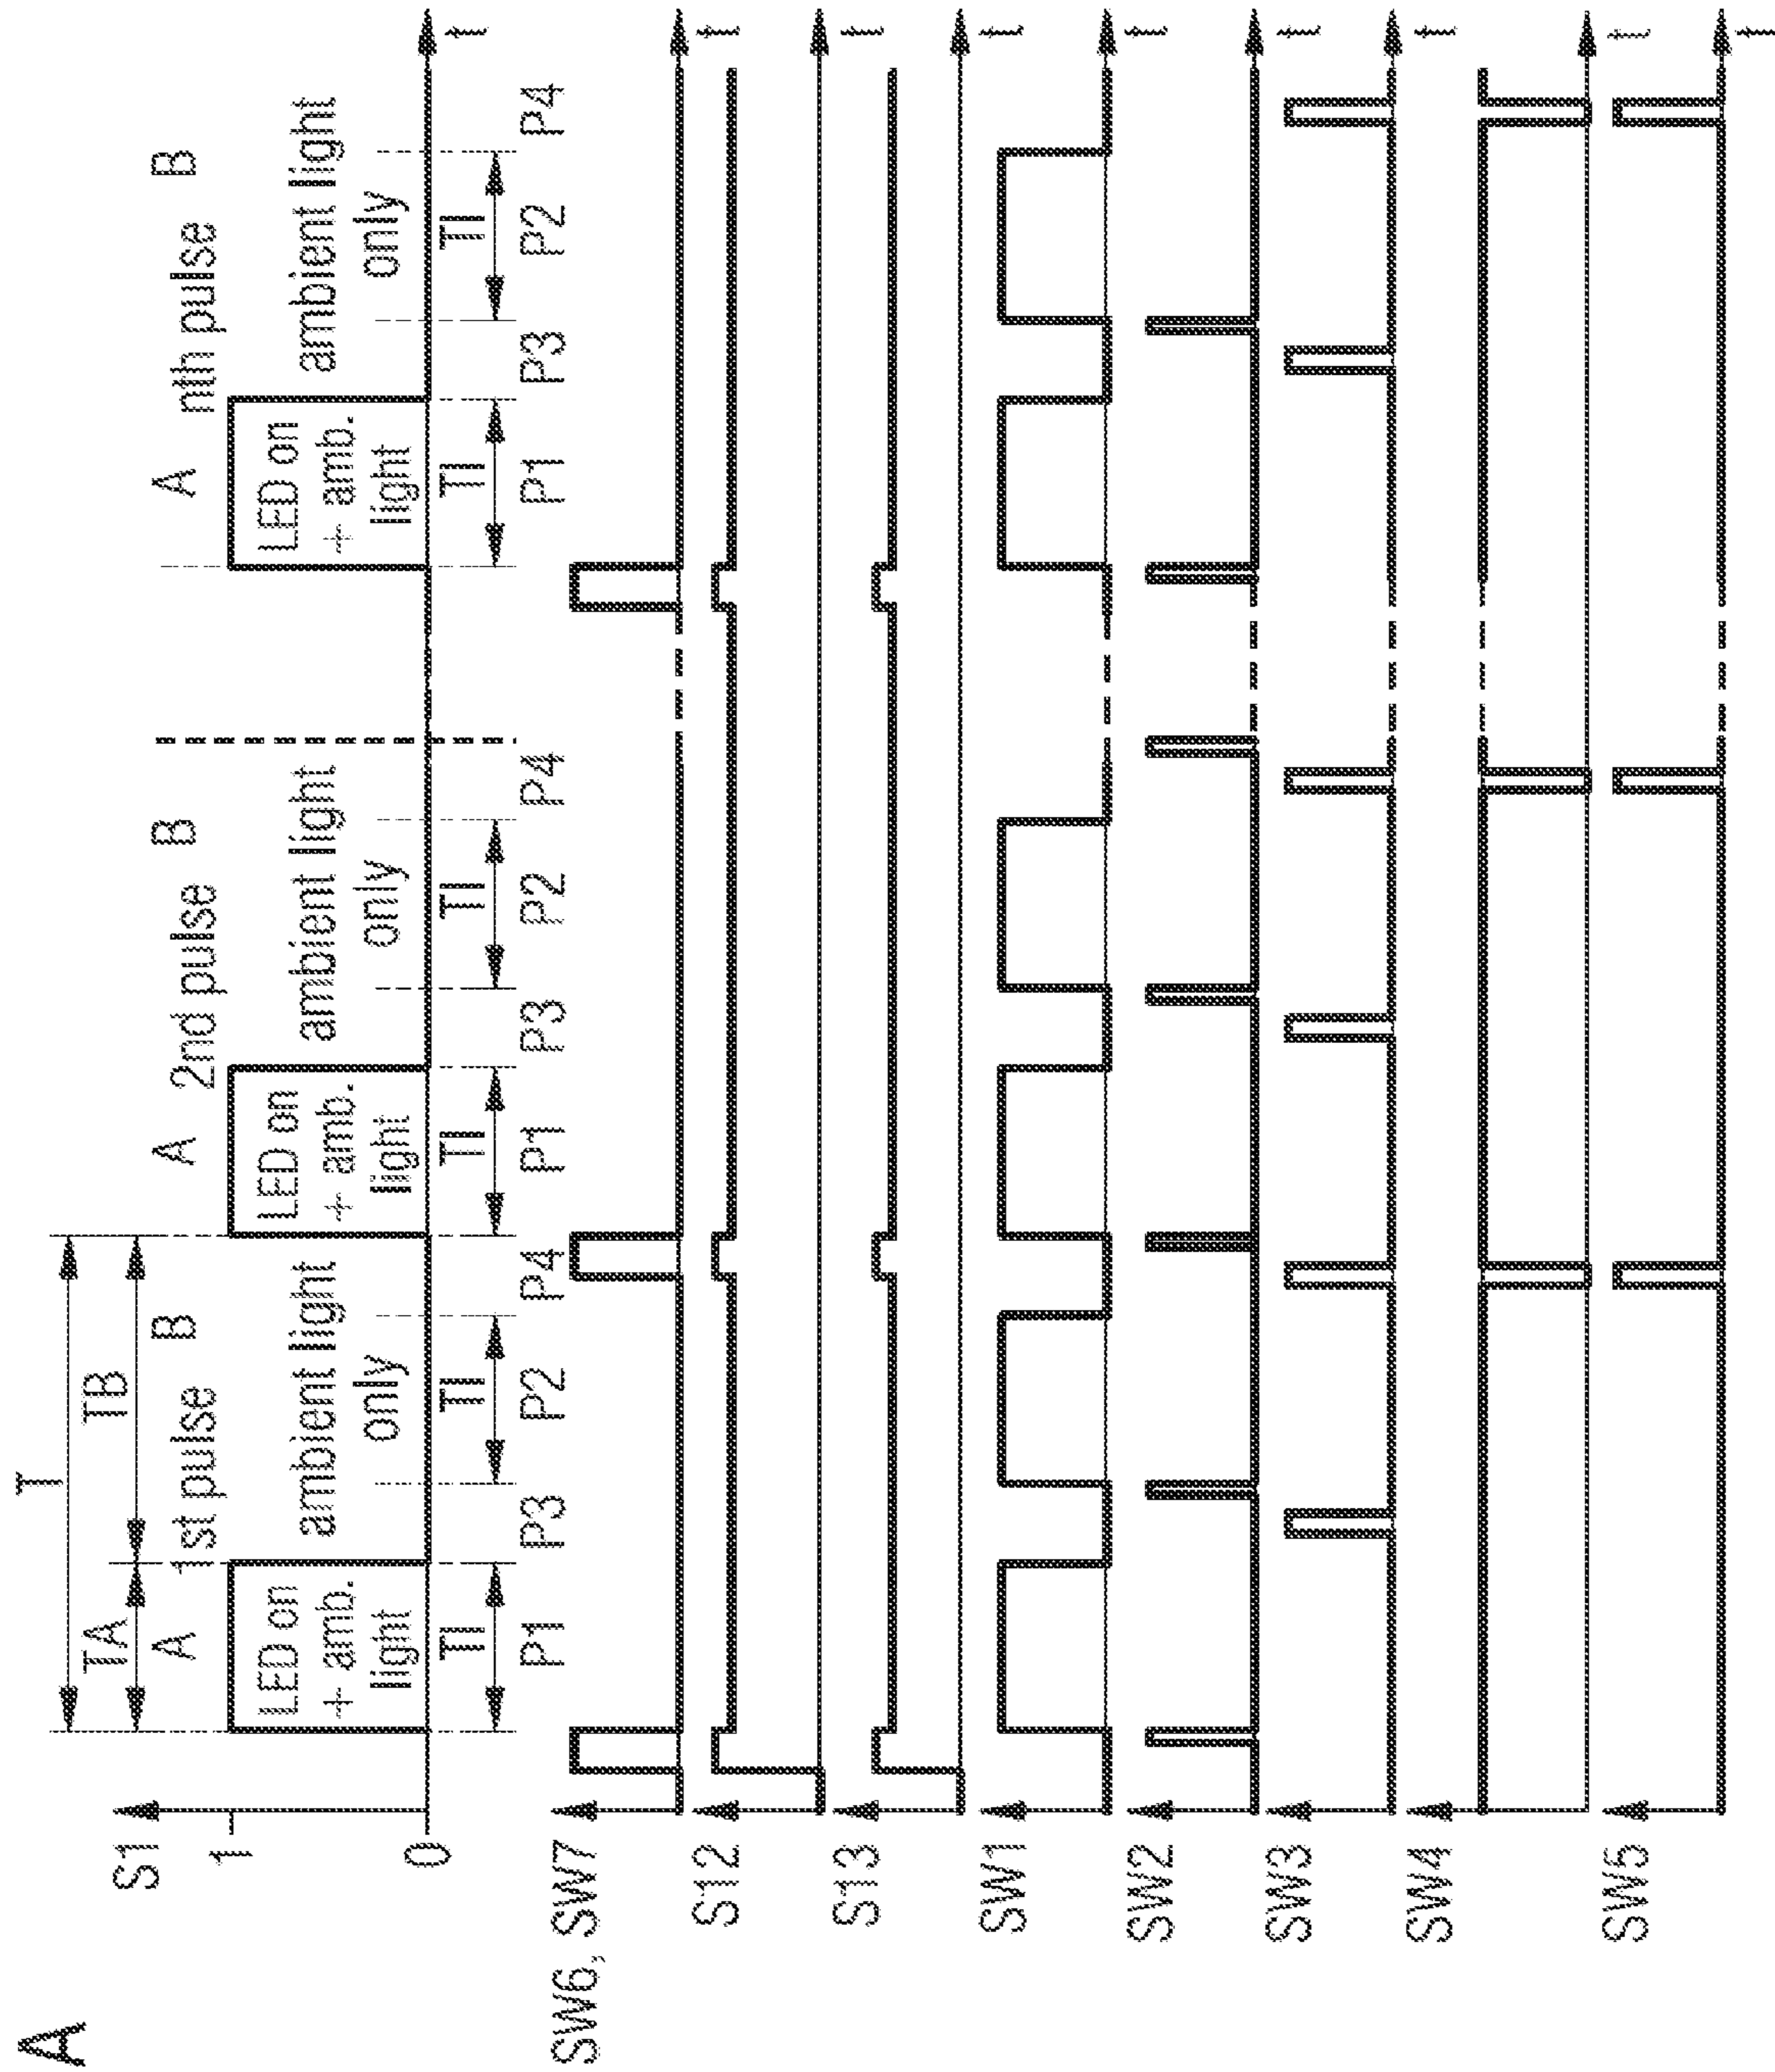 A
T
TA TB
A 1st pulse B A 2nd pulse B A nth pulse B
S1
1
LED on
+ amb.
light
ambient light
only
LED on
+ amb.
light
ambient light
only
LED on
+ amb.
light
ambient light
only
0
t
TI TI TI TI TI TI
P1 P3 P2 P4 P1 P3 P2 P4 P1 P3 P2 P4
SW6, SW7
t
S12
t
S13
t
SW1
t
SW2
t
SW3
t
SW4
t
SW5
t